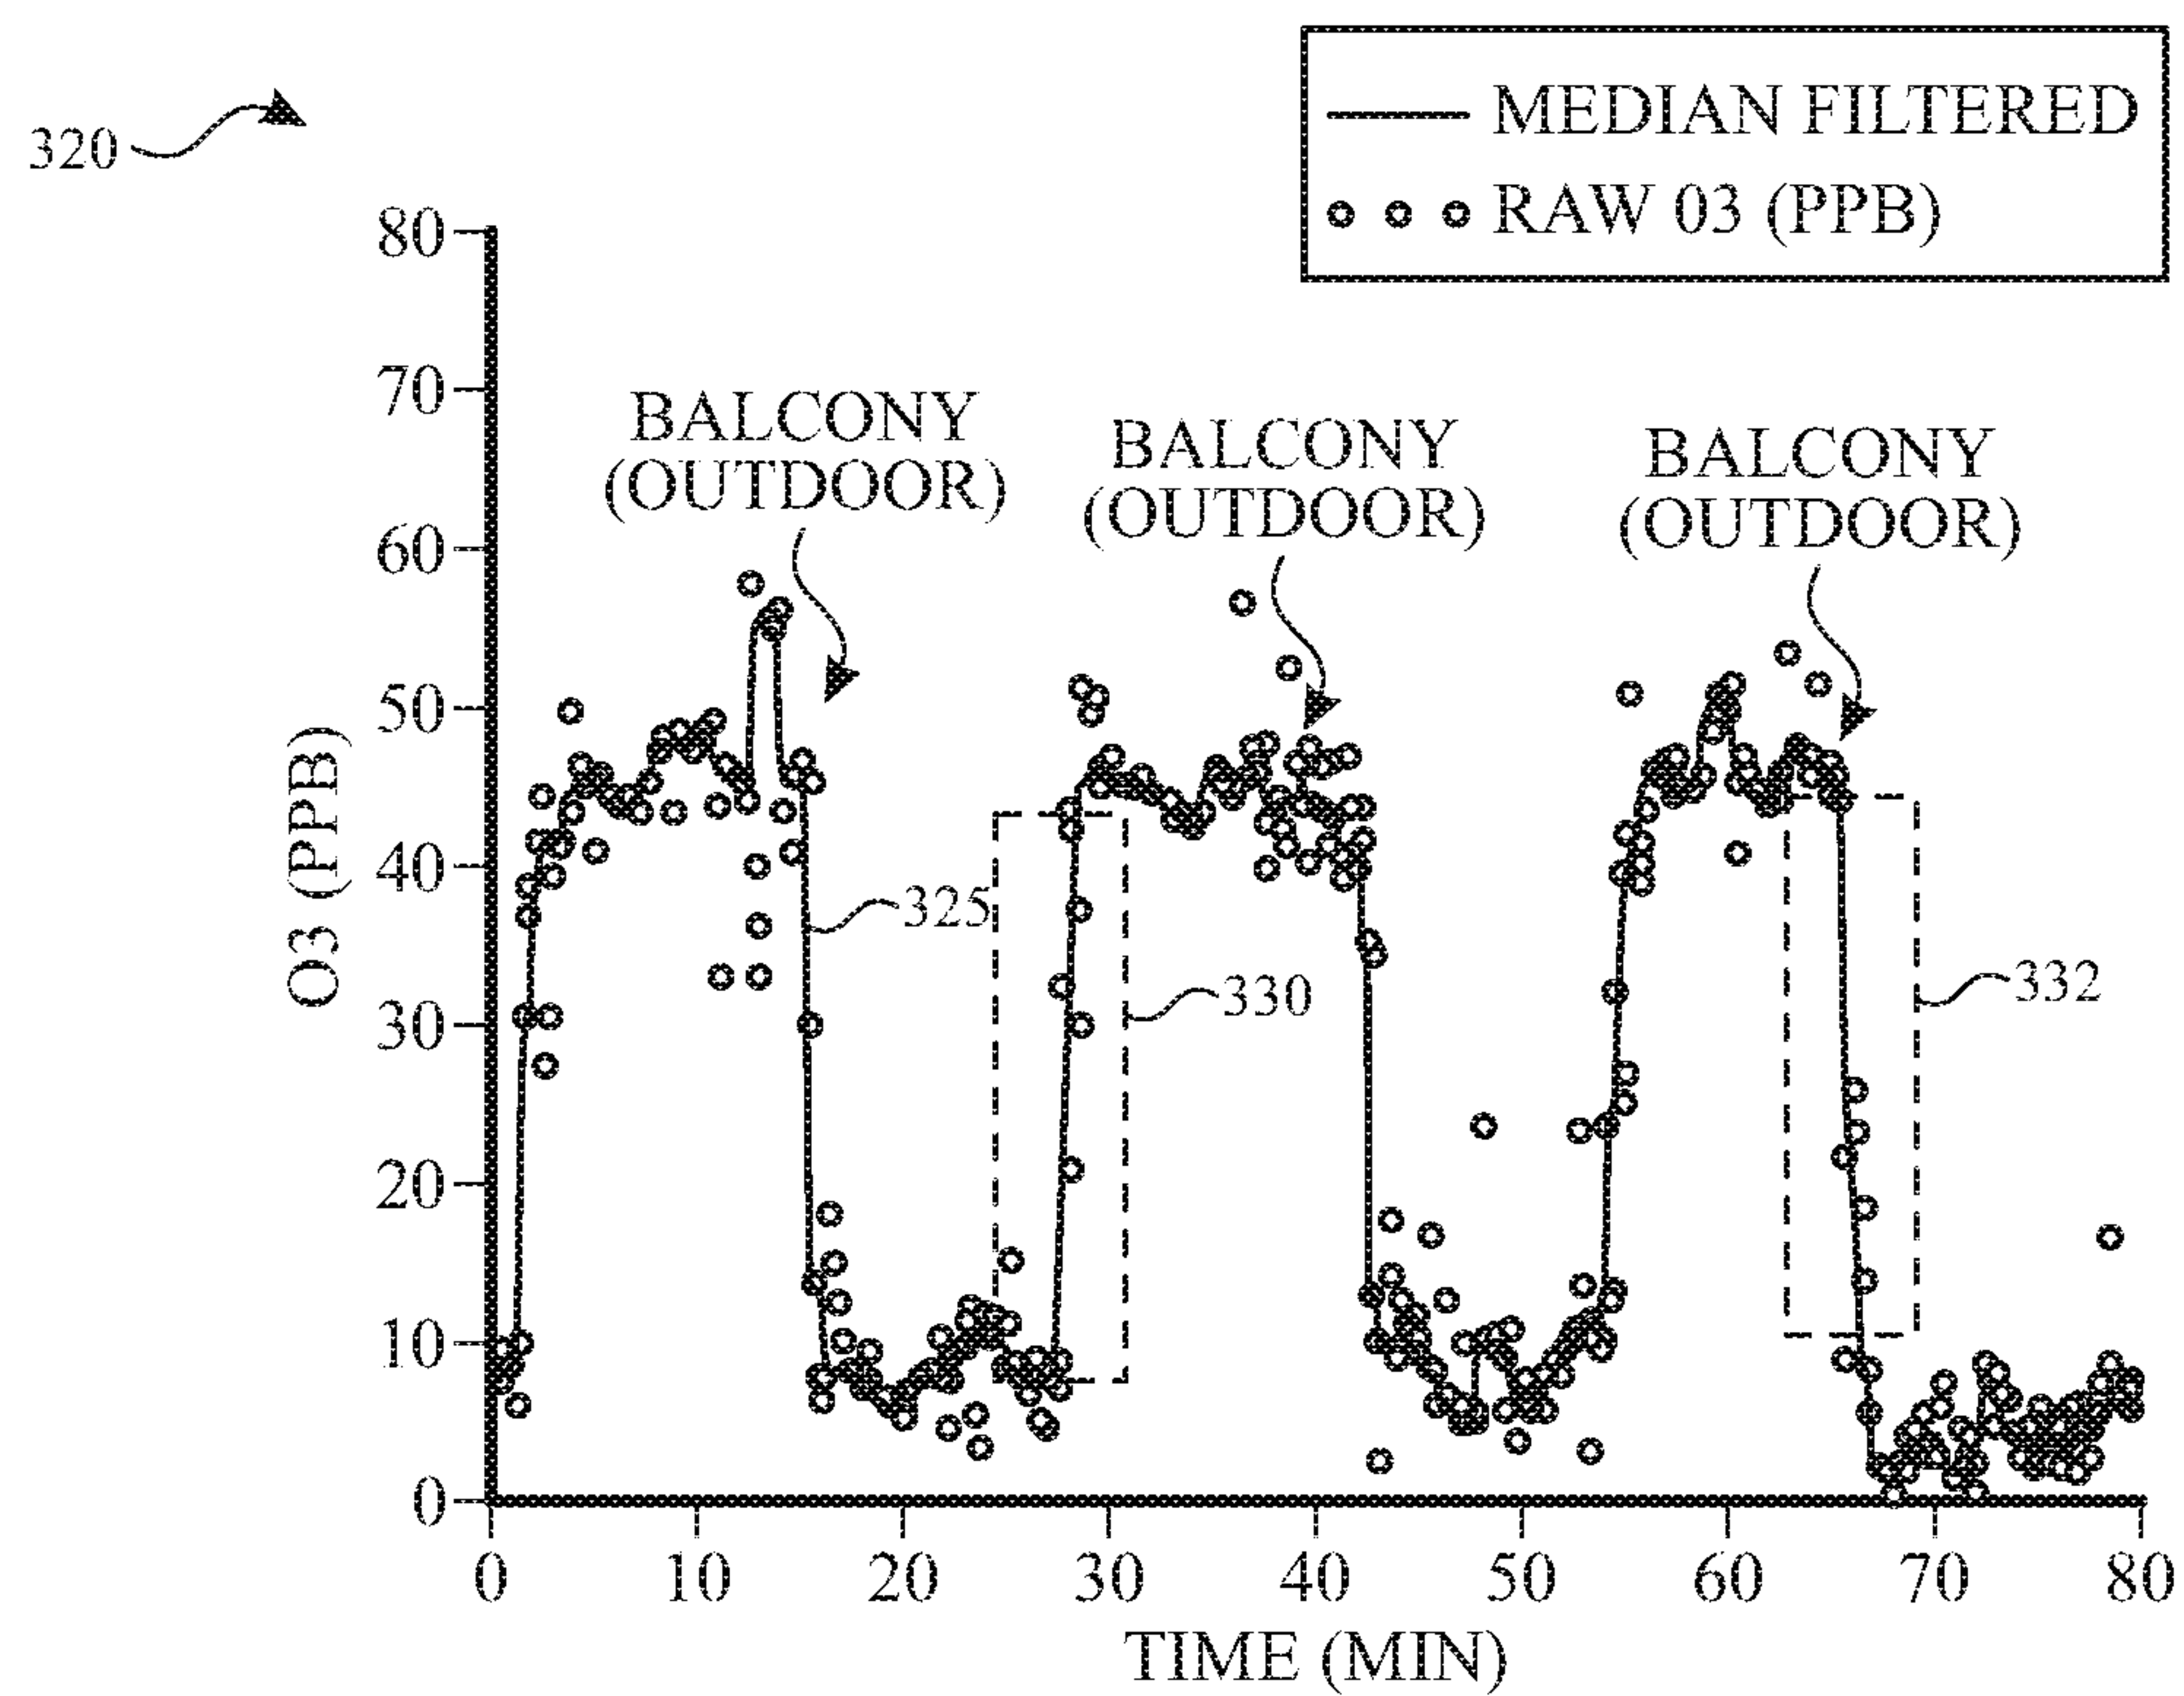 320
MEDIAN FILTERED
RAW 03 (PPB)
80
70
60
50
40
30
20
10
0
O3 (PPB)
BALCONY
(OUTDOOR)
BALCONY
(OUTDOOR)
BALCONY
(OUTDOOR)
325
330
332
0 10 20 30 40 50 60 70 80
TIME (MIN)